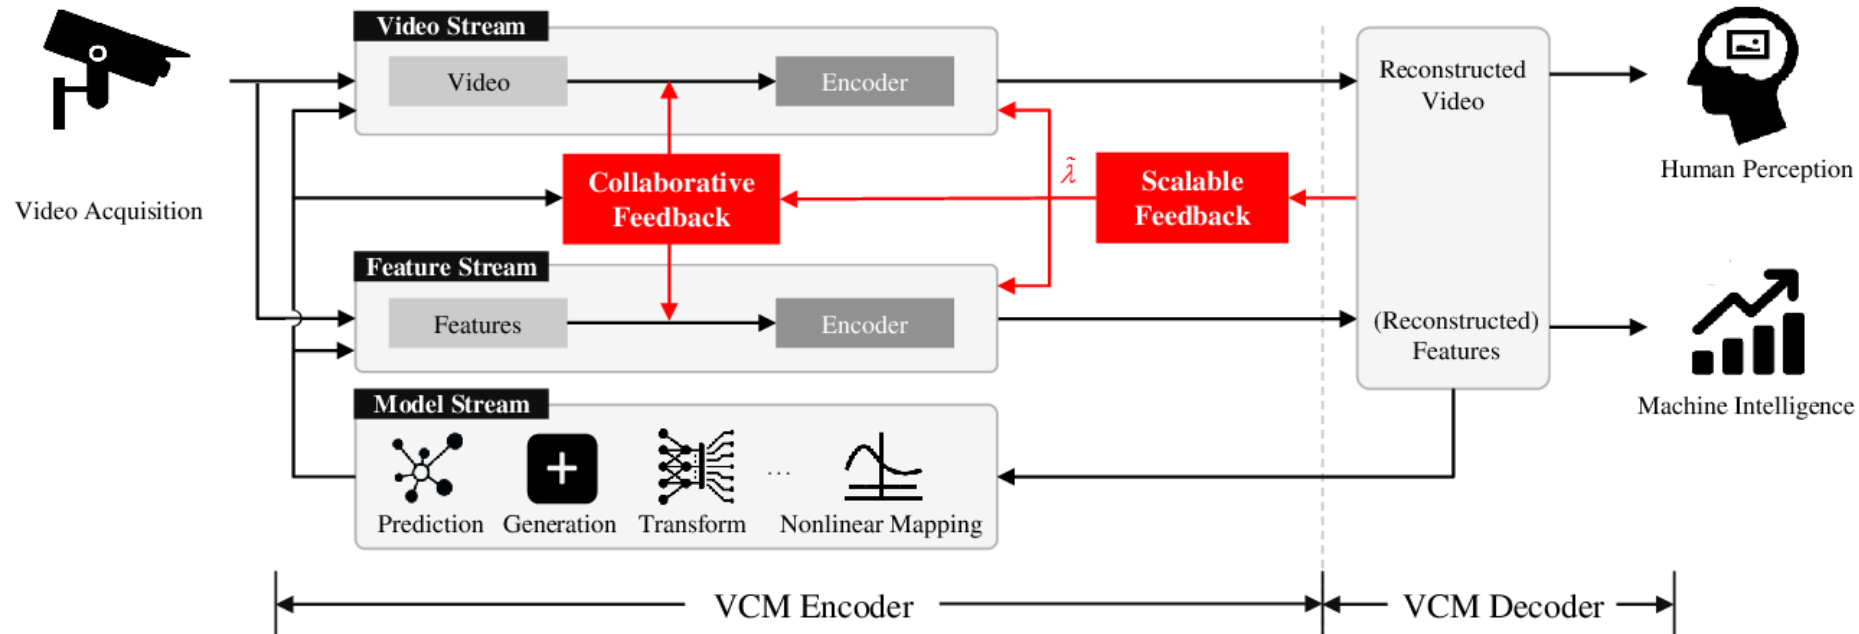 Video Stream
Video
Encoder
Reconstructed
Video
Human Perception
Video Acquisition
Collaborative
Feedback
λ̃
Scalable
Feedback
Feature Stream
Features
Encoder
(Reconstructed)
Features
Machine Intelligence
Model Stream
...
Prediction
Generation
Transform
Nonlinear Mapping
VCM Encoder
VCM Decoder